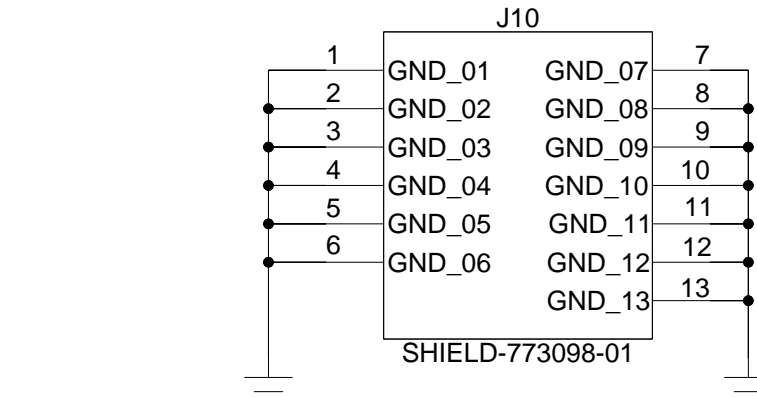 J10
1 GND_01 GND_07 7
2 GND_02 GND_08 8
3 GND_03 GND_09 9
4 GND_04 GND_10 10
5 GND_05 GND_11 11
6 GND_06 GND_12 12
GND_13 13
SHIELD-773098-01